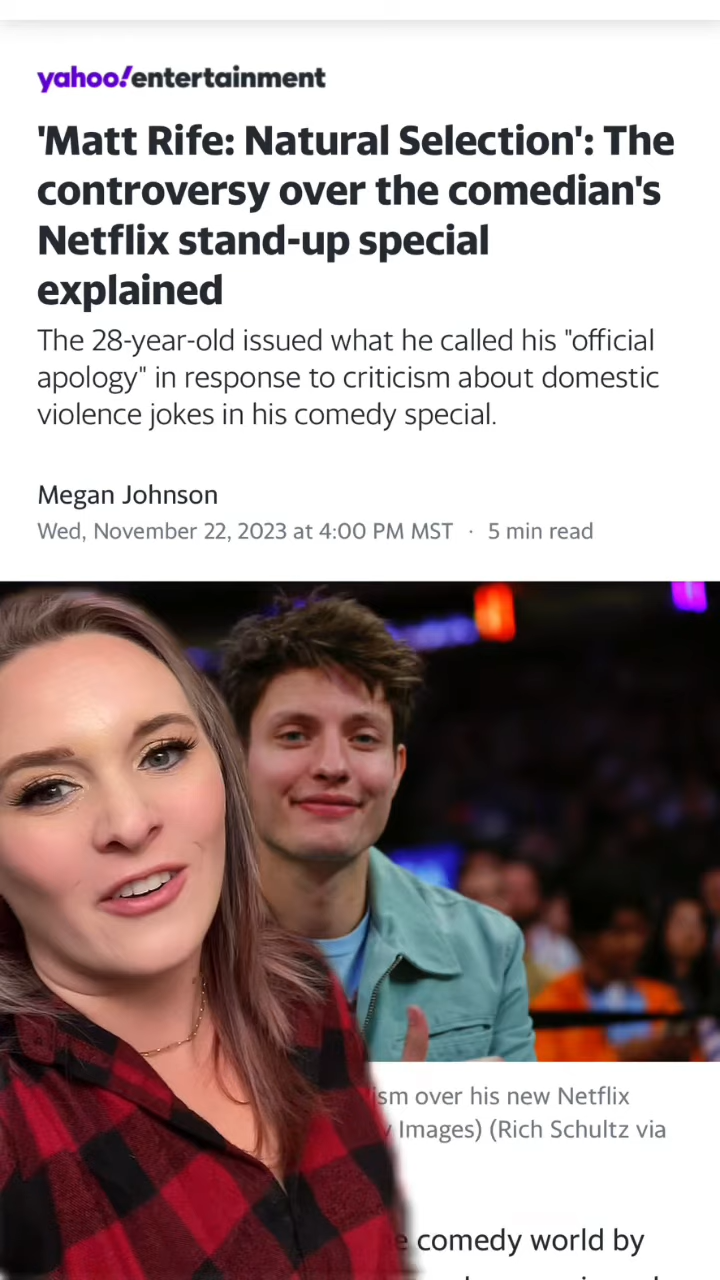 yahoo!entertainment
'Matt Rife: Natural Selection': The
controversy over the comedian's
Netflix stand-up special
explained
The 28-year-old issued what he called his "official
apology" in response to criticism about domestic
violence jokes in his comedy special.
Megan Johnson
Wed, November 22, 2023 at 4:00 PM MST · 5 min read
over his new Netflix
Images) (Rich Schultz via
comedy world by